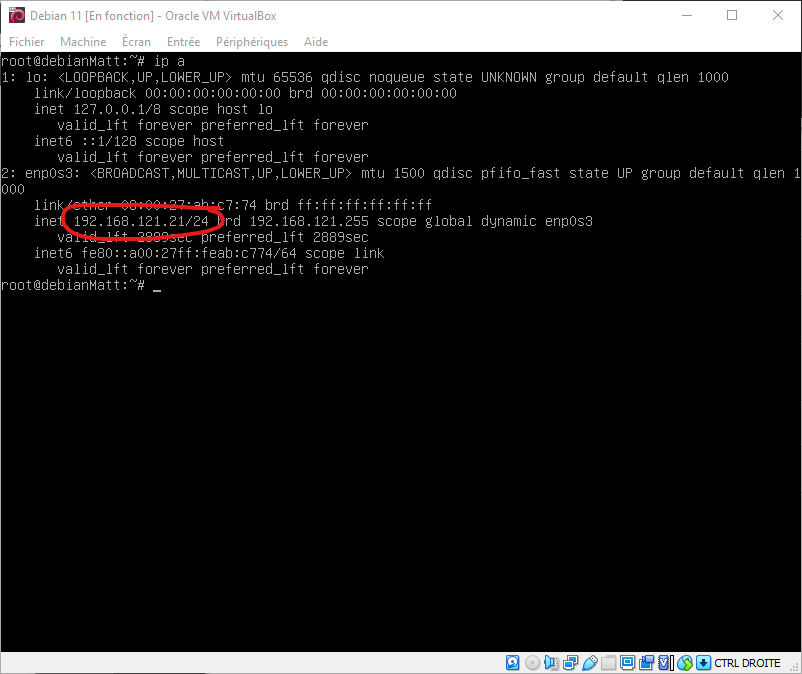 Debian 11 [En fonction] - Oracle VM VirtualBox
Fichier Machine Écran Entrée Périphériques Aide
root@debianMatt:~# ip a
1: lo: <LOOPBACK,UP,LOWER_UP> mtu 65536 qdisc noqueue state UNKNOWN group default qlen 1000
link/loopback 00:00:00:00:00:00 brd 00:00:00:00:00:00
inet 127.0.0.1/8 scope host lo
valid_lft forever preferred_lft forever
inet6 ::1/128 scope host
valid_lft forever preferred_lft forever
2: enp0s3: <BROADCAST,MULTICAST,UP,LOWER_UP> mtu 1500 qdisc pfifo_fast state UP group default qlen 1
000
link/ether 08:00:27:ab:c7:74 brd ff:ff:ff:ff:ff:ff
inet 192.168.121.21/24 brd 192.168.121.255 scope global dynamic enp0s3
valid_lft 2889sec preferred_lft 2889sec
inet6 fe80::a00:27ff:feab:c774/64 scope link
valid_lft forever preferred_lft forever
root@debianMatt:~# _
CTRL DROITE